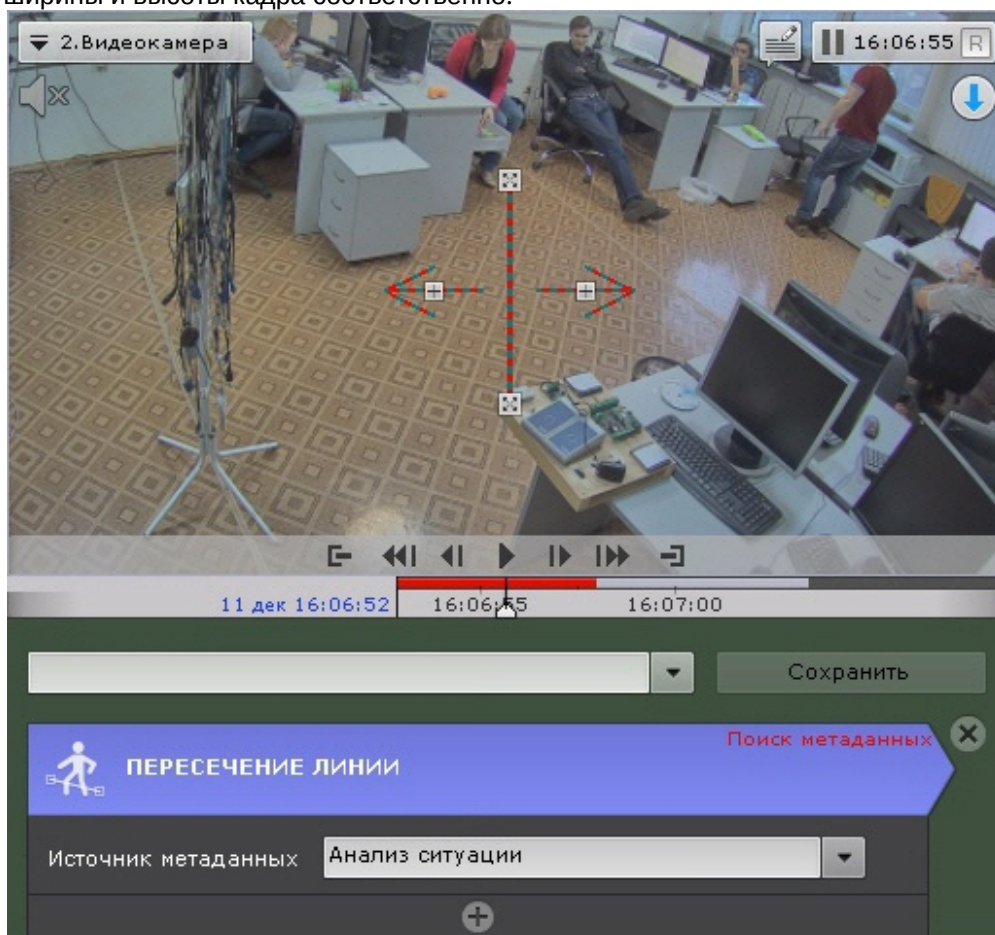 ширины и высоты кадра соответственно.
2.Видеокамера
16:06:55 R
11 дек 16:06:52
16:06:55
16:07:00
Сохранить
Поиск метаданных
ПЕРЕСЕЧЕНИЕ ЛИНИИ
Источник метаданных
Анализ ситуации